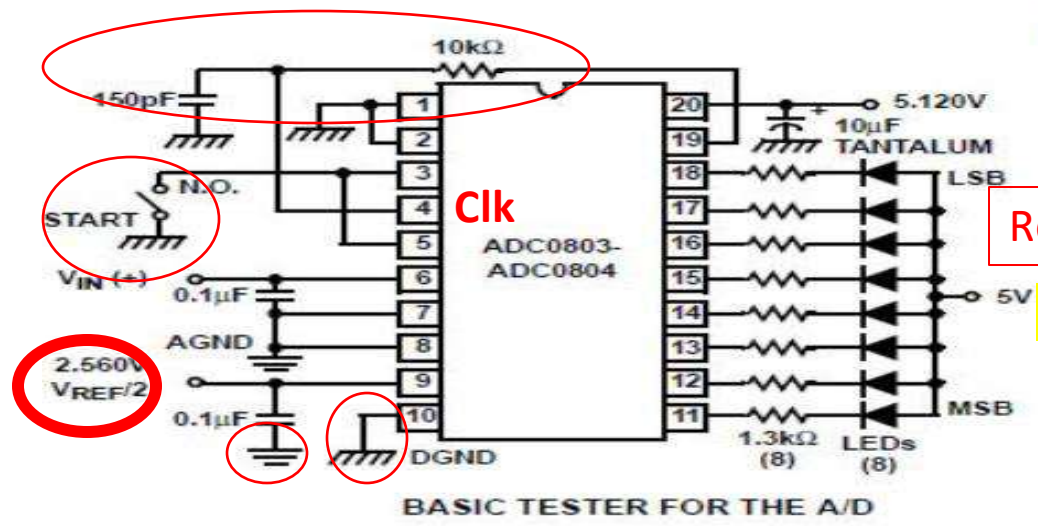 10kΩ
150pF
1
20
5.120V
+
10µF
2
19
TANTALUM
N.O.
3
18
LSB
START
4
Clk
17
5
16
ADC0803-
ADC0804
VIN (+)
0.1µF
6
15
5V
7
14
AGND
8
13
2.560V
VREF/2
9
12
0.1µF
10
11
MSB
DGND
1.3kΩ
(8)
LEDs
(8)
BASIC TESTER FOR THE A/D